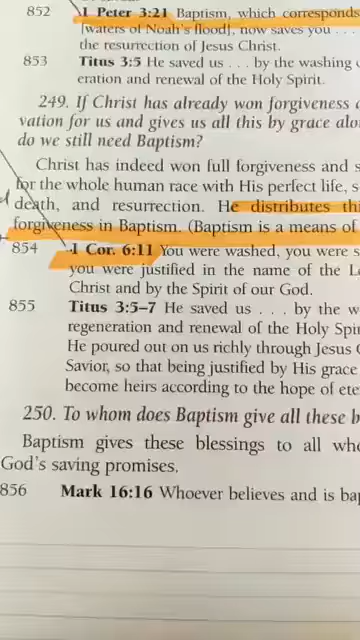 852 1 Peter 3:21 Baptism, which corresponds
[waters of Noah's flood], now saves you . . .
the resurrection of Jesus Christ.
853 Titus 3:5 He saved us . . . by the washing
eration and renewal of the Holy Spirit.
249. If Christ has already won forgiveness
vation for us and gives us all this by grace alo
do we still need Baptism?
Christ has indeed won full forgiveness and s
for the whole human race with His perfect life, s
death, and resurrection. He distributes thi
forgiveness in Baptism. (Baptism is a means of
854 1 Cor. 6:11 You were washed, you were s
you were justified in the name of the L
Christ and by the Spirit of our God.
855 Titus 3:5–7 He saved us . . . by the w
regeneration and renewal of the Holy Spi
He poured out on us richly through Jesus
Savior, so that being justified by His grace
become heirs according to the hope of ete
250. To whom does Baptism give all these b
Baptism gives these blessings to all who
God's saving promises.
856 Mark 16:16 Whoever believes and is bap